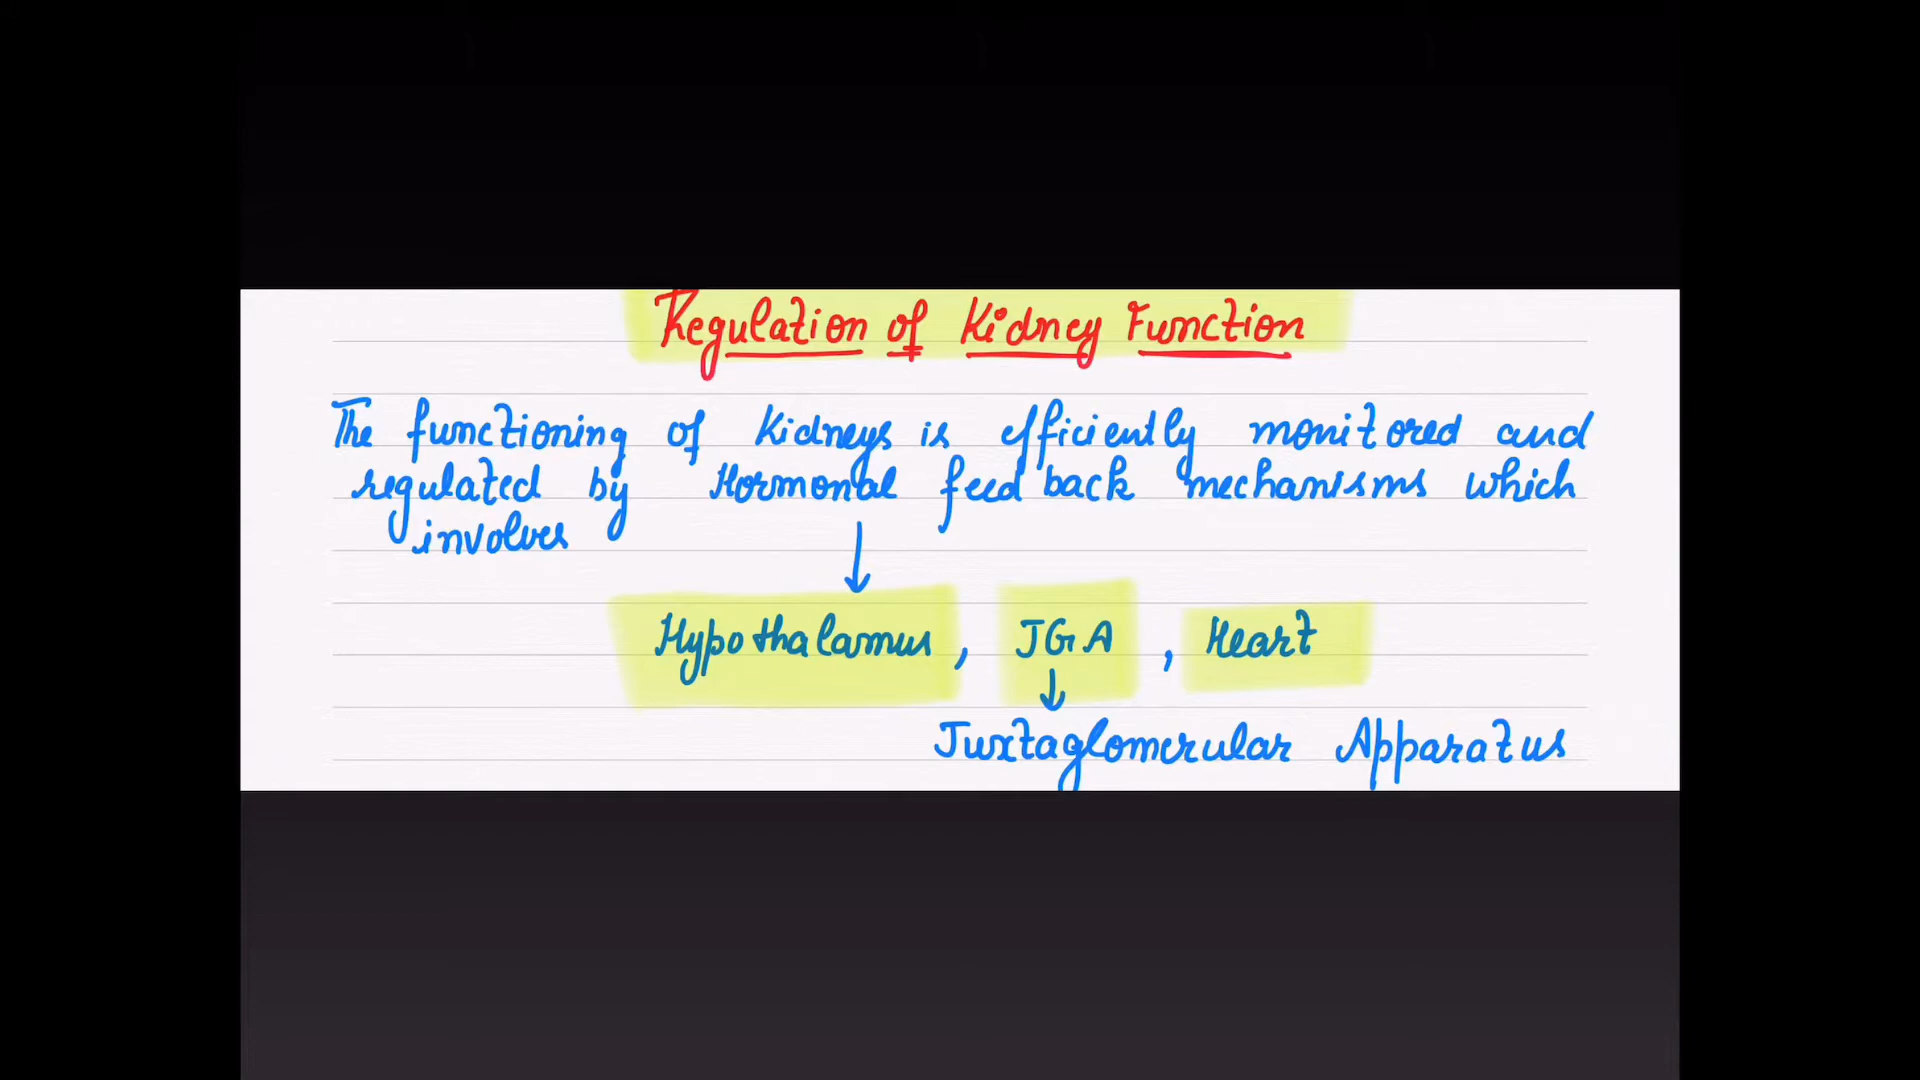 Regulation of Kidney Function
The functioning of Kidneys is efficiently monitored and
regulated by Hormonal feed back mechanisms which
involves
Hypothalamus, JGA, Heart
Juxtaglomerular Apparatus